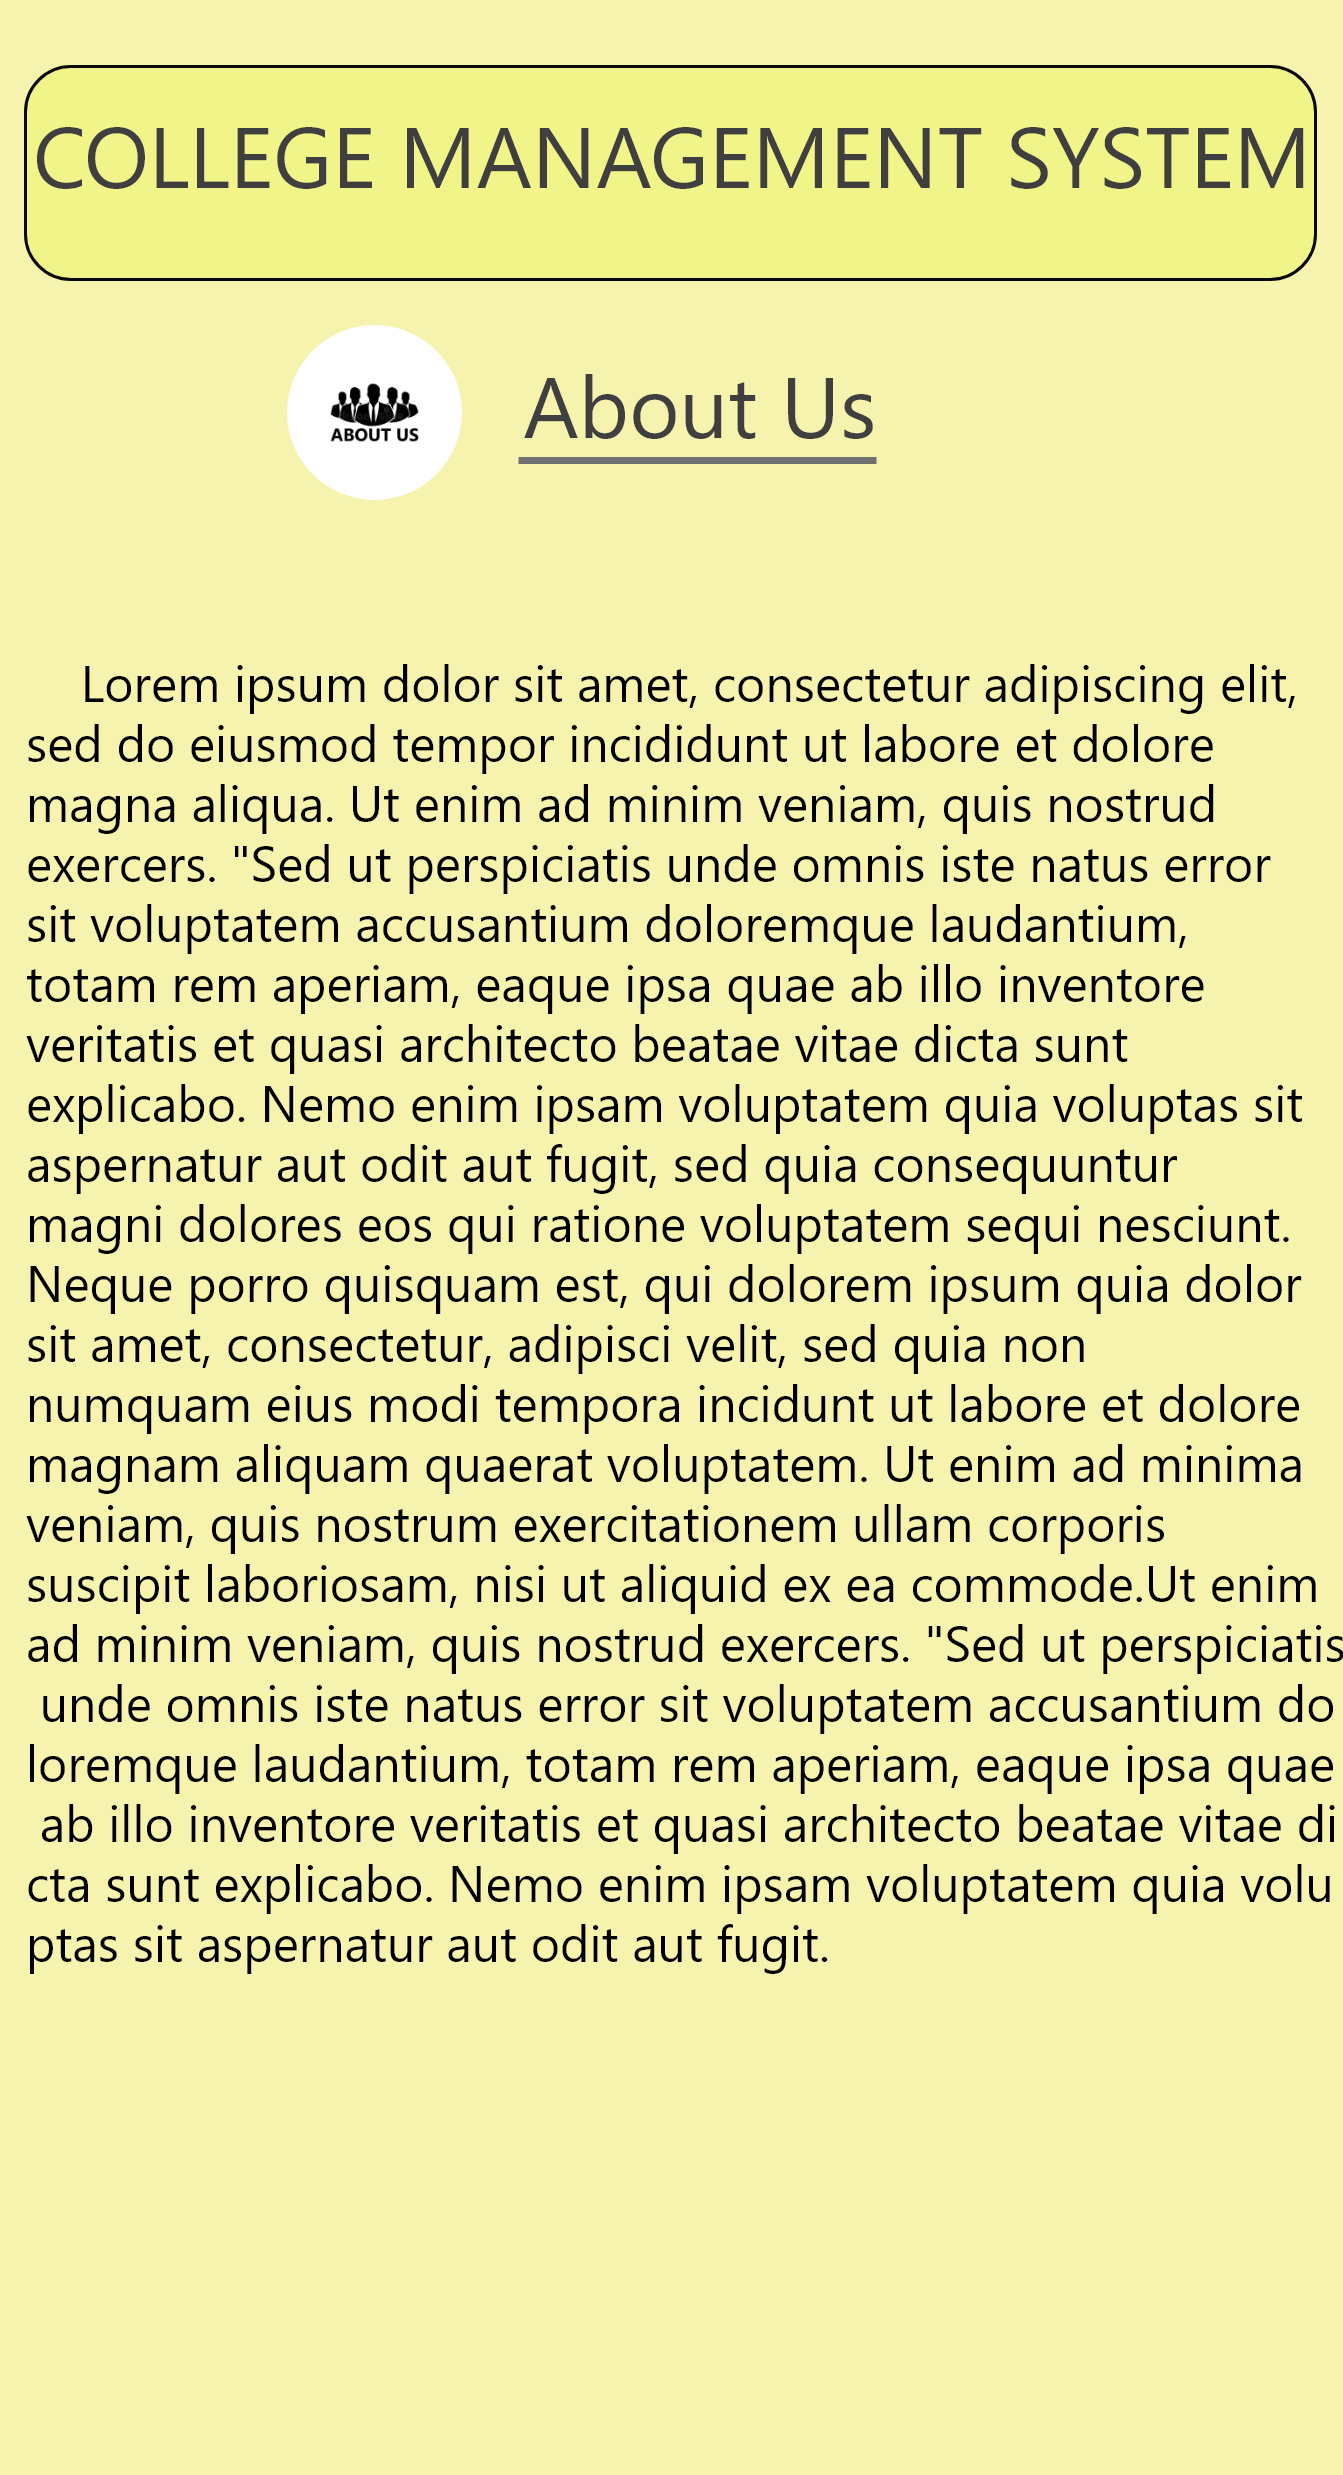 COLLEGE MANAGEMENT SYSTEM
ABOUT US
About Us
Lorem ipsum dolor sit amet, consectetur adipiscing elit,
sed do eiusmod tempor incididunt ut labore et dolore
magna aliqua. Ut enim ad minim veniam, quis nostrud
exercers. "Sed ut perspiciatis unde omnis iste natus error
sit voluptatem accusantium doloremque laudantium,
totam rem aperiam, eaque ipsa quae ab illo inventore
veritatis et quasi architecto beatae vitae dicta sunt
explicabo. Nemo enim ipsam voluptatem quia voluptas sit
aspernatur aut odit aut fugit, sed quia consequuntur
magni dolores eos qui ratione voluptatem sequi nesciunt.
Neque porro quisquam est, qui dolorem ipsum quia dolor
sit amet, consectetur, adipisci velit, sed quia non
numquam eius modi tempora incidunt ut labore et dolore
magnam aliquam quaerat voluptatem. Ut enim ad minima
veniam, quis nostrum exercitationem ullam corporis
suscipit laboriosam, nisi ut aliquid ex ea commode.Ut enim
ad minim veniam, quis nostrud exercers. "Sed ut perspiciatis
unde omnis iste natus error sit voluptatem accusantium do
loremque laudantium, totam rem aperiam, eaque ipsa quae
ab illo inventore veritatis et quasi architecto beatae vitae di
cta sunt explicabo. Nemo enim ipsam voluptatem quia volu
ptas sit aspernatur aut odit aut fugit.